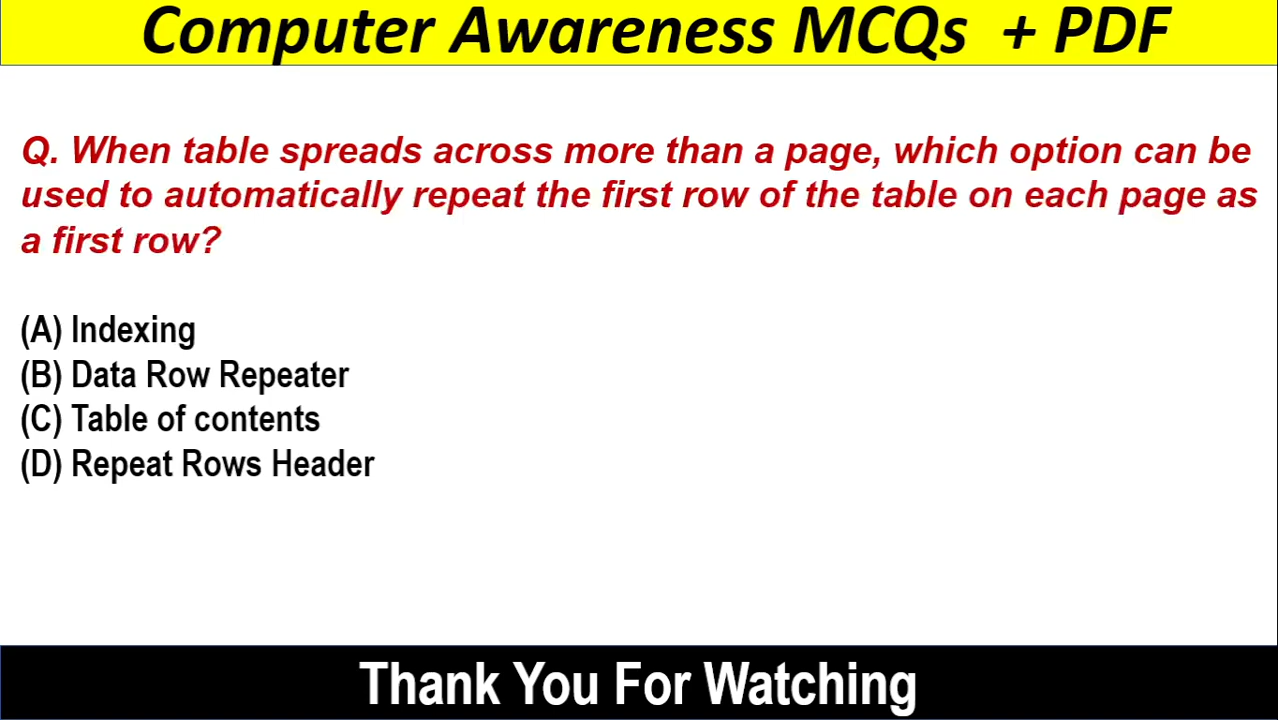 Computer Awareness MCQs + PDF
Q. When table spreads across more than a page, which option can be
used to automatically repeat the first row of the table on each page as
a first row?
(A) Indexing
(B) Data Row Repeater
(C) Table of contents
(D) Repeat Rows Header
Thank You For Watching